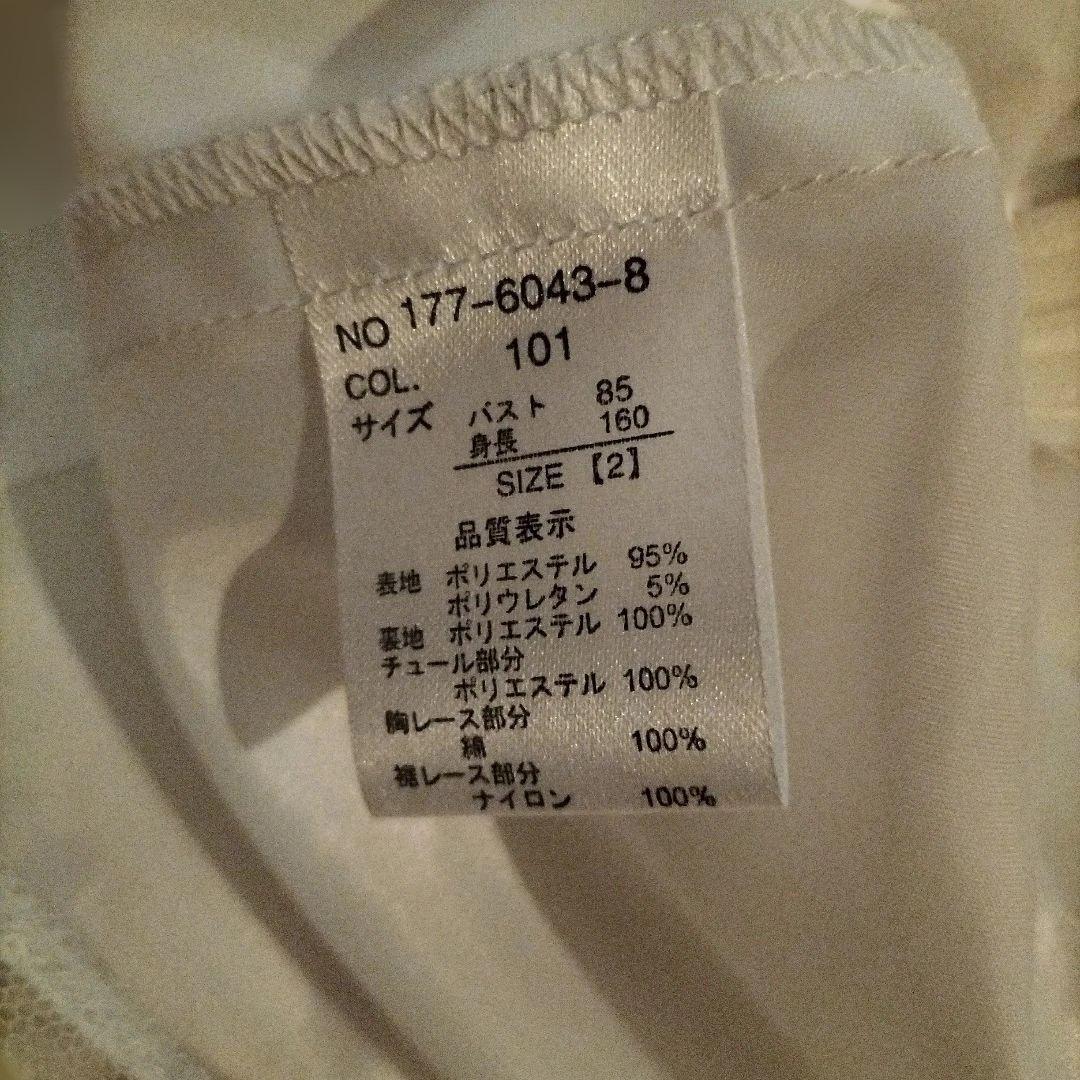 NO 177-6043-8
COL. 101
サイズ バスト 85
身長 160
SIZE 【2】
品質表示
表地 ポリエステル 95%
ポリウレタン 5%
裏地 ポリエステル 100%
チュール部分
ポリエステル 100%
胸レース部分
綿 100%
裾レース部分
ナイロン 100%